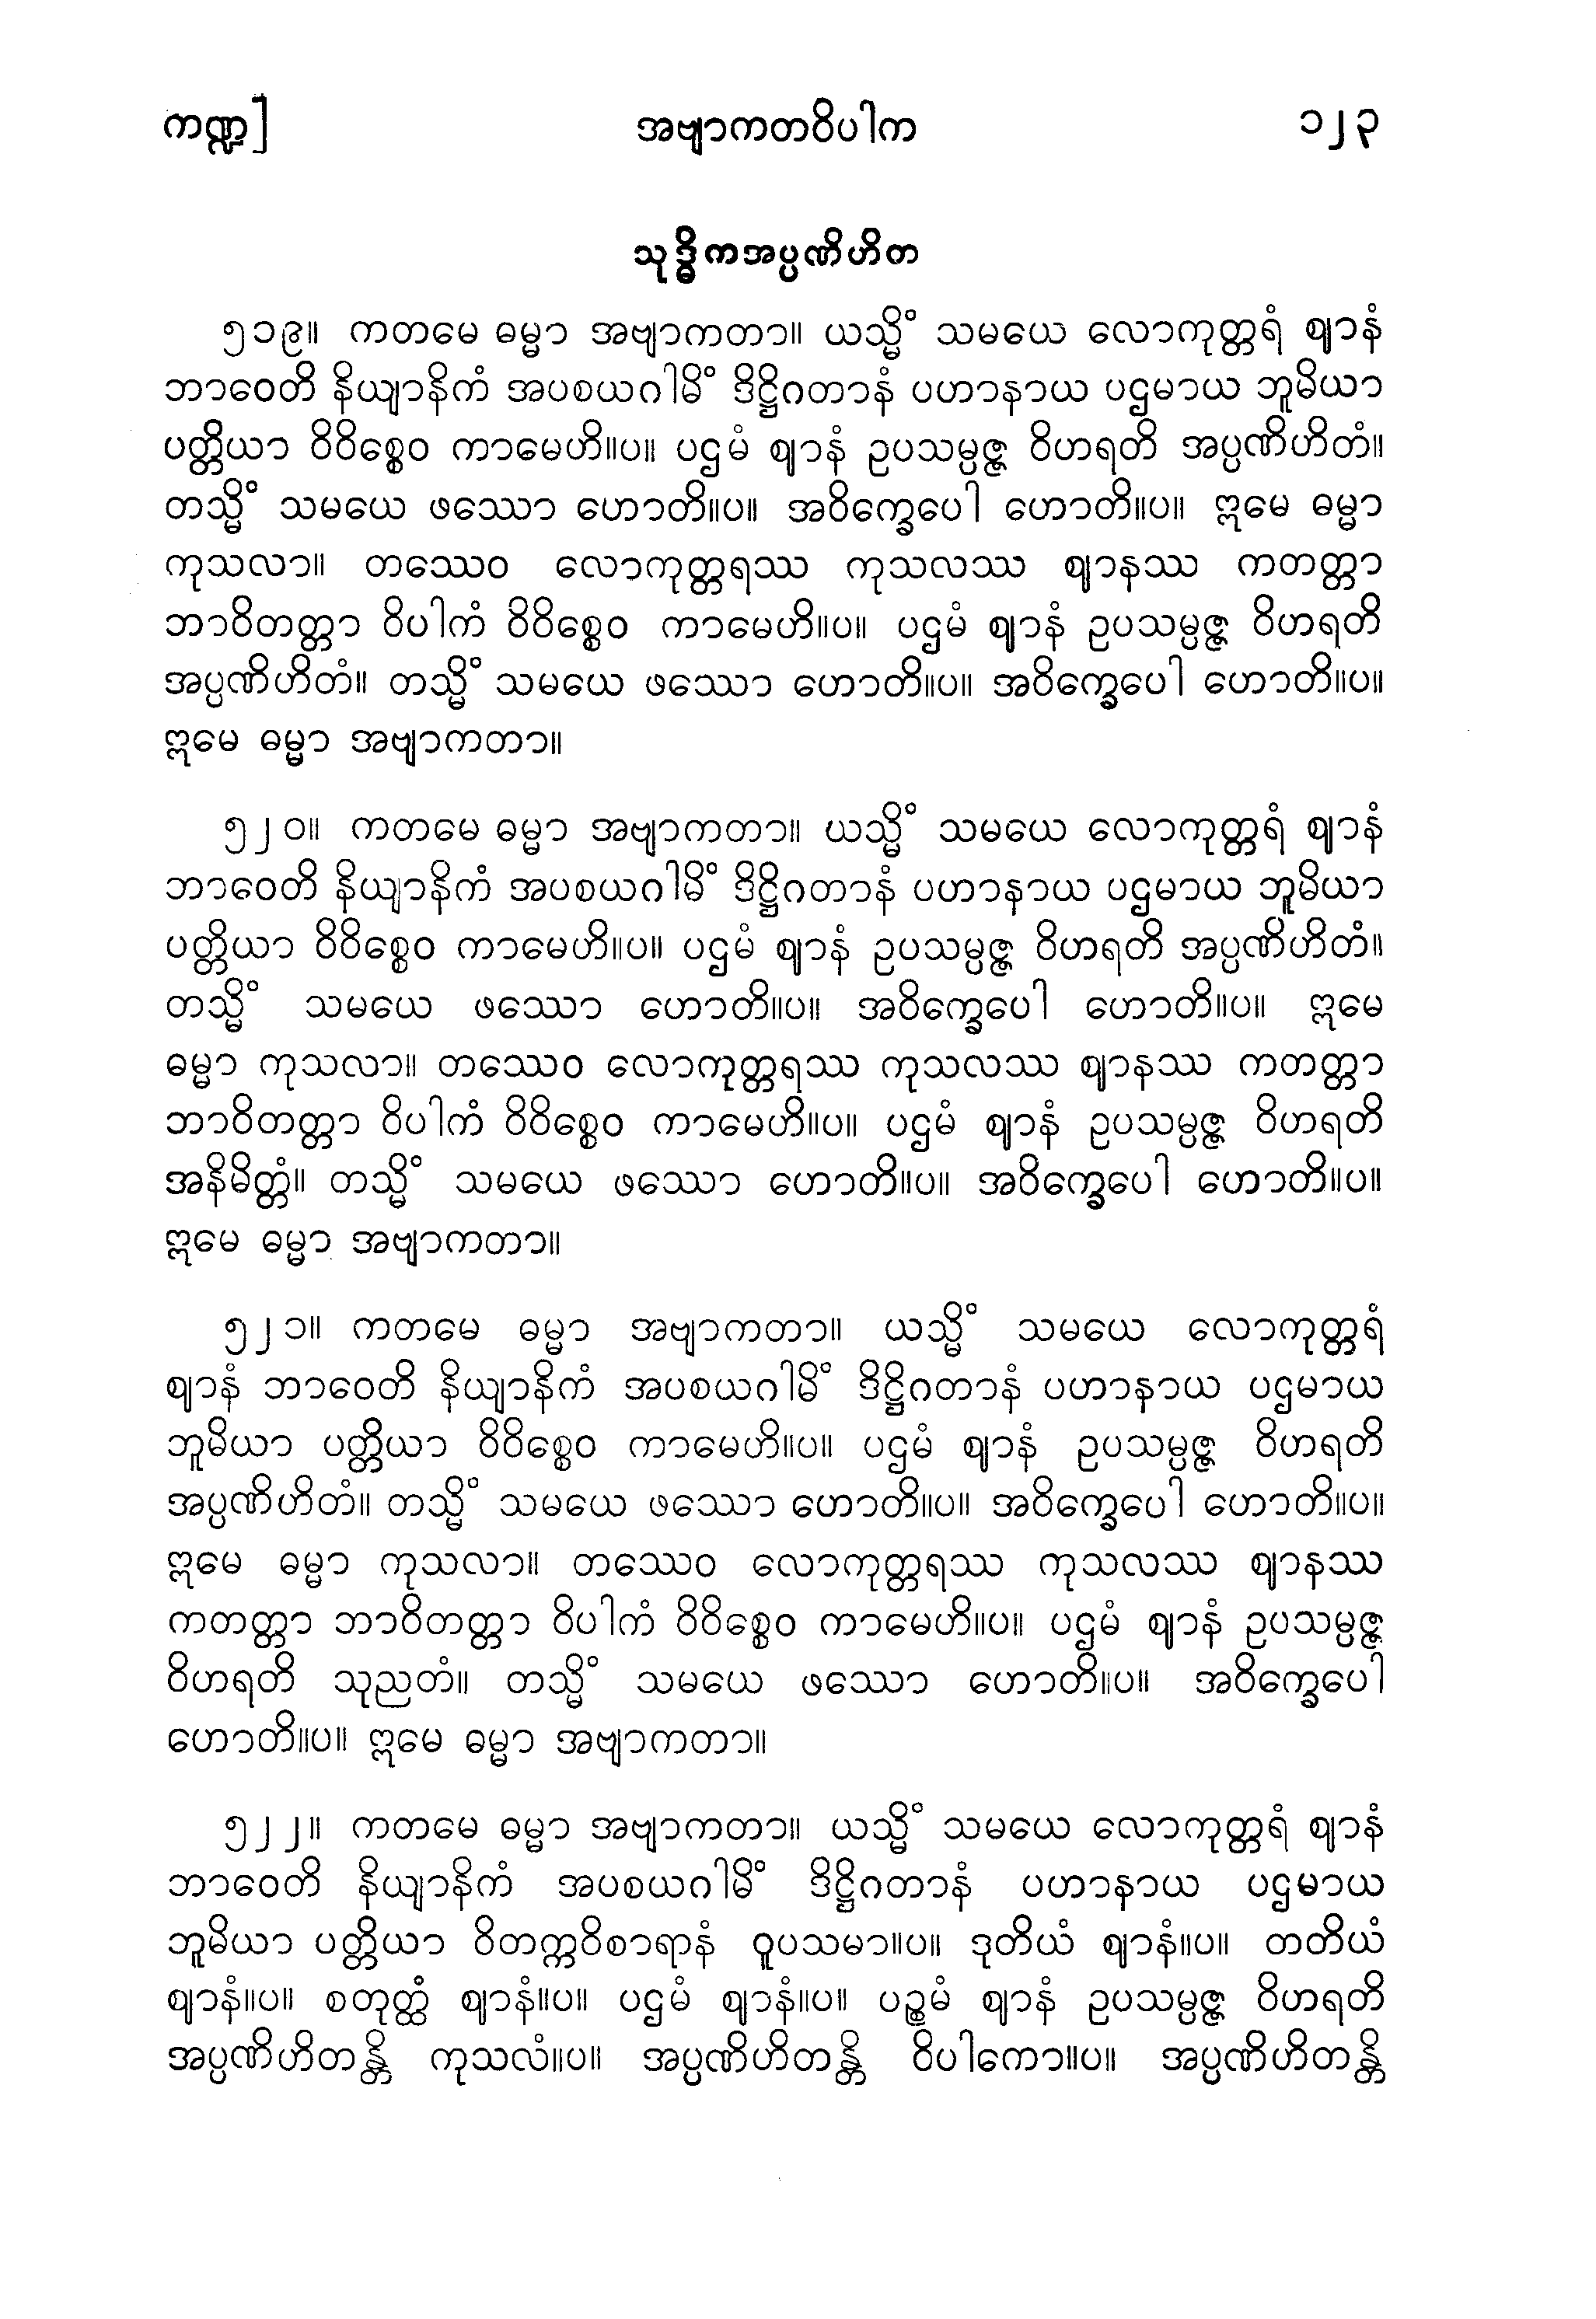 ကဏ္ဍ] အဗျာကတဝိပါက ၁၂၃
သုဒ္ဓိကအပ္ပဏိဟိတ
၅၁၉။ ကတမေ ဓမ္မာ အဗျာကတာ။ ယသ္မိံ သမယေ လောကုတ္တရံ ဈာနံ
ဘာဝေတိ နိယျာနိကံ အပစယဂါမိံ ဒိဋ္ဌိဂတာနံ ပဟာနာယ ပဌမာယ ဘူမိယာ
ပတ္တိယာ ဝိဝိစ္စေဝ ကာမေဟိ။ပ။ ပဌမံ ဈာနံ ဥပသမ္ပဇ္ဇ ဝိဟရတိ အပ္ပဏိဟိတံ။
တသ္မိံ သမယေ ဖဿော ဟောတိ။ပ။ အဝိက္ခေပေါ ဟောတိ။ပ။ ဣမေ ဓမ္မာ
ကုသလာ။ တဿေဝ လောကုတ္တရဿ ကုသလဿ ဈာနဿ ကတတ္တာ
ဘာဝိတတ္တာ ဝိပါကံ ဝိဝိစ္စေဝ ကာမေဟိ။ပ။ ပဌမံ ဈာနံ ဥပသမ္ပဇ္ဇ ဝိဟရတိ
အပ္ပဏိဟိတံ။ တသ္မိံ သမယေ ဖဿော ဟောတိ။ပ။ အဝိက္ခေပေါ ဟောတိ။ပ။
ဣမေ ဓမ္မာ အဗျာကတာ။
၅၂၀။ ကတမေ ဓမ္မာ အဗျာကတာ။ ယသ္မိံ သမယေ လောကုတ္တရံ ဈာနံ
ဘာဝေတိ နိယျာနိကံ အပစယဂါမိံ ဒိဋ္ဌိဂတာနံ ပဟာနာယ ပဌမာယ ဘူမိယာ
ပတ္တိယာ ဝိဝိစ္စေဝ ကာမေဟိ။ပ။ ပဌမံ ဈာနံ ဥပသမ္ပဇ္ဇ ဝိဟရတိ အပ္ပဏိဟိတံ။
တသ္မိံ သမယေ ဖဿော ဟောတိ။ပ။ အဝိက္ခေပေါ ဟောတိ။ပ။ ဣမေ
ဓမ္မာ ကုသလာ။ တဿေဝ လောကုတ္တရဿ ကုသလဿ ဈာနဿ ကတတ္တာ
ဘာဝိတတ္တာ ဝိပါကံ ဝိဝိစ္စေဝ ကာမေဟိ။ပ။ ပဌမံ ဈာနံ ဥပသမ္ပဇ္ဇ ဝိဟရတိ
အနိမိတ္တံ။ တသ္မိံ သမယေ ဖဿော ဟောတိ။ပ။ အဝိက္ခေပေါ ဟောတိ။ပ။
ဣမေ ဓမ္မာ အဗျာကတာ။
၅၂၁။ ကတမေ ဓမ္မာ အဗျာကတာ။ ယသ္မိံ သမယေ လောကုတ္တရံ
ဈာနံ ဘာဝေတိ နိယျာနိကံ အပစယဂါမိံ ဒိဋ္ဌိဂတာနံ ပဟာနာယ ပဌမာယ
ဘူမိယာ ပတ္တိယာ ဝိဝိစ္စေဝ ကာမေဟိ။ပ။ ပဌမံ ဈာနံ ဥပသမ္ပဇ္ဇ ဝိဟရတိ
အပ္ပဏိဟိတံ။ တသ္မိံ သမယေ ဖဿော ဟောတိ။ပ။ အဝိက္ခေပေါ ဟောတိ။ပ။
ဣမေ ဓမ္မာ ကုသလာ။ တဿေဝ လောကုတ္တရဿ ကုသလဿ ဈာနဿ
ကတတ္တာ ဘာဝိတတ္တာ ဝိပါကံ ဝိဝိစ္စေဝ ကာမေဟိ။ပ။ ပဌမံ ဈာနံ ဥပသမ္ပဇ္ဇ
ဝိဟရတိ သုညတံ။ တသ္မိံ သမယေ ဖဿော ဟောတိ။ပ။ အဝိက္ခေပေါ
ဟောတိ။ပ။ ဣမေ ဓမ္မာ အဗျာကတာ။
၅၂၂။ ကတမေ ဓမ္မာ အဗျာကတာ။ ယသ္မိံ သမယေ လောကုတ္တရံ ဈာနံ
ဘာဝေတိ နိယျာနိကံ အပစယဂါမိံ ဒိဋ္ဌိဂတာနံ ပဟာနာယ ပဌမာယ
ဘူမိယာ ပတ္တိယာ ဝိတက္ကဝိစာရာနံ ဝူပသမာ။ပ။ ဒုတိယံ ဈာနံ။ပ။ တတိယံ
ဈာနံ။ပ။ စတုတ္ထံ ဈာနံ။ပ။ ပဌမံ ဈာနံ။ပ။ ပဉ္စမံ ဈာနံ ဥပသမ္ပဇ္ဇ ဝိဟရတိ
အပ္ပဏိဟိတန္တိ ကုသလံ။ပ။ အပ္ပဏိဟိတန္တိ ဝိပါကော။ပ။ အပ္ပဏိဟိတန္တိ